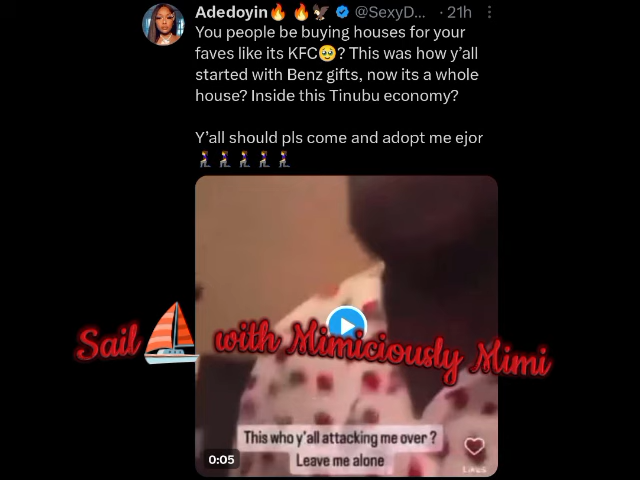 Adedoyin🔥 🔥🦅 @SexyD... · 21h
You people be buying houses for your
faves like its KFC🥹? This was how y'all
started with Benz gifts, now its a whole
house? Inside this Tinubu economy?
Y'all should pls come and adopt me ejor
🧎‍♀️🧎‍♀️🧎‍♀️🧎‍♀️🧎‍♀️
Sail⛵ with Mimiciously Mimi
This who y'all attacking me over ?
Leave me alone
0:05